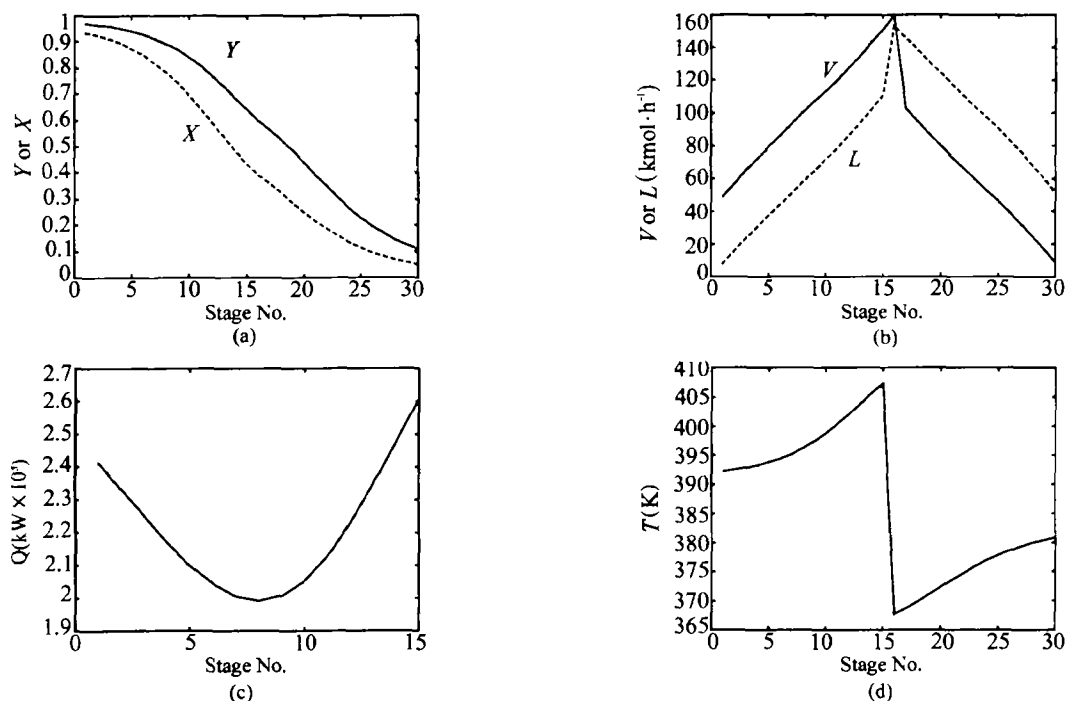 Y or X
1
0.9
0.8
0.7
0.6
0.5
0.4
0.3
0.2
0.1
0
Y
X
0 5 10 15 20 25 30
Stage No.
(a)
V or L (kmol·h⁻¹)
160
140
120
100
80
60
40
20
0
V
L
0 5 10 15 20 25 30
Stage No.
(b)
Q(kW × 10³)
2.7
2.6
2.5
2.4
2.3
2.2
2.1
2
1.9
0 5 10 15
Stage No.
(c)
T(K)
410
405
400
395
390
385
380
375
370
365
0 5 10 15 20 25 30
Stage No.
(d)